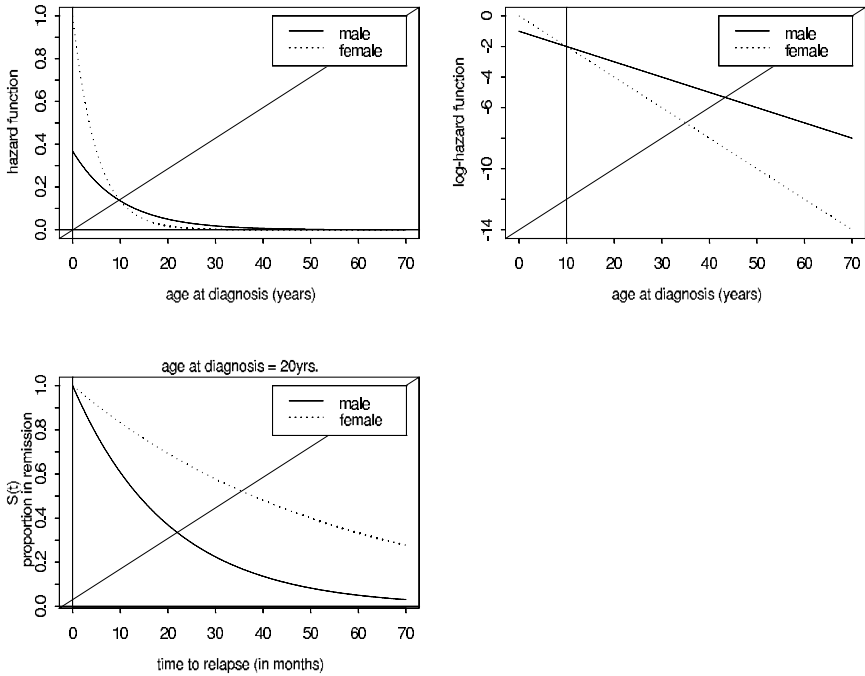 hazard function
1.0
0.8
0.6
0.4
0.2
0.0
male
female
0 10 20 30 40 50 60 70
age at diagnosis (years)
log-hazard function
0
-2
-6
-10
-14
male
female
0 10 20 30 40 50 60 70
age at diagnosis (years)
age at diagnosis = 20yrs.
S(t)
proportion in remission
1.0
0.8
0.6
0.4
0.2
0.0
male
female
0 10 20 30 40 50 60 70
time to relapse (in months)